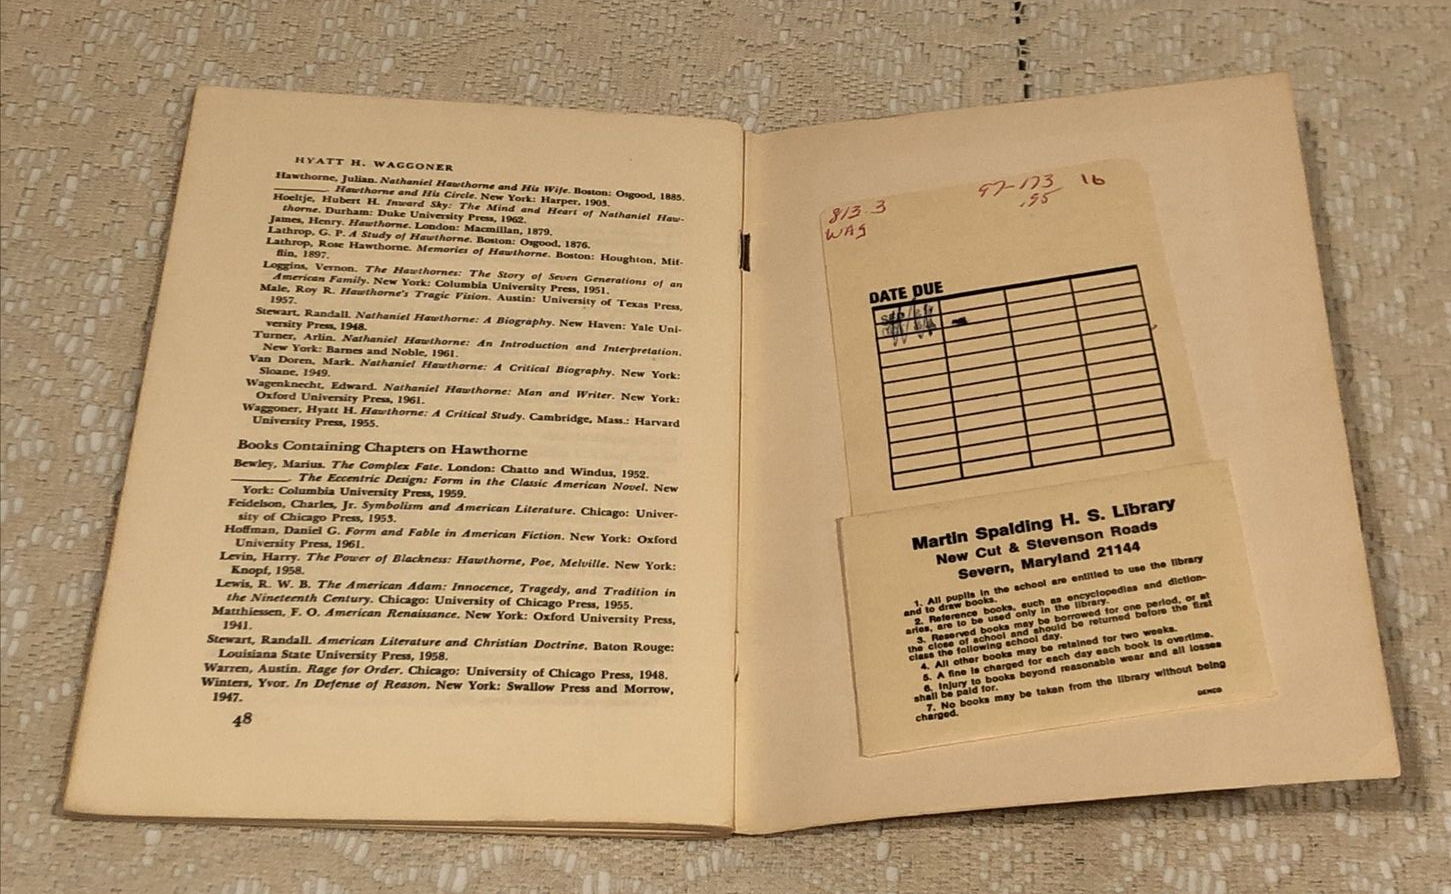 HYATT H. WAGGONER
Hawthorne, Julian. Nathaniel Hawthorne and His Wife. Boston: Osgood, 1885.
________. Hawthorne and His Circle. New York: Harper, 1903.
Hoeltje, Hubert H. Inward Sky: The Mind and Heart of Nathaniel Haw-
thorne. Durham: Duke University Press, 1962.
James, Henry. Hawthorne. London: Macmillan, 1879.
Lathrop, G. P. A Study of Hawthorne. Boston: Osgood, 1876.
Lathrop, Rose Hawthorne. Memories of Hawthorne. Boston: Houghton, Mif-
flin, 1897.
Loggins, Vernon. The Hawthornes: The Story of Seven Generations of an
American Family. New York: Columbia University Press, 1951.
Male, Roy R. Hawthorne's Tragic Vision. Austin: University of Texas Press,
1957.
Stewart, Randall. Nathaniel Hawthorne: A Biography. New Haven: Yale Uni-
versity Press, 1948.
Turner, Arlin. Nathaniel Hawthorne: An Introduction and Interpretation.
New York: Barnes and Noble, 1961.
Van Doren, Mark. Nathaniel Hawthorne: A Critical Biography. New York:
Sloane, 1949.
Wagenknecht, Edward. Nathaniel Hawthorne: Man and Writer. New York:
Oxford University Press, 1961.
Waggoner, Hyatt H. Hawthorne: A Critical Study. Cambridge, Mass.: Harvard
University Press, 1955.
Books Containing Chapters on Hawthorne
Bewley, Marius. The Complex Fate. London: Chatto and Windus, 1952.
________. The Eccentric Design: Form in the Classic American Novel. New
York: Columbia University Press, 1959.
Feidelson, Charles, Jr. Symbolism and American Literature. Chicago: Univer-
sity of Chicago Press, 1953.
Hoffman, Daniel G. Form and Fable in American Fiction. New York: Oxford
University Press, 1961.
Levin, Harry. The Power of Blackness: Hawthorne, Poe, Melville. New York:
Knopf, 1958.
Lewis, R. W. B. The American Adam: Innocence, Tragedy, and Tradition in
the Nineteenth Century. Chicago: University of Chicago Press, 1955.
Matthiessen, F. O. American Renaissance. New York: Oxford University Press,
1941.
Stewart, Randall. American Literature and Christian Doctrine. Baton Rouge:
Louisiana State University Press, 1958.
Warren, Austin. Rage for Order. Chicago: University of Chicago Press, 1948.
Winters, Yvor. In Defense of Reason. New York: Swallow Press and Morrow,
1947.
48
813.3
WAG
97-173 16
.95
DATE DUE
SEP
Martin Spalding H. S. Library
New Cut & Stevenson Roads
Severn, Maryland 21144
1. All pupils in the school are entitled to use the library
and to draw books.
2. Reference books, such as encyclopedias and diction-
aries, are to be used only in the library.
3. Reserved books may be borrowed for one period, or at
the close of school and should be returned before the first
class the following school day.
4. All other books may be retained for two weeks.
5. A fine is charged for each day each book is overtime.
6. Injury to books beyond reasonable wear and all losses
shall be paid for.
7. No books may be taken from the library without being
charged.
DEMCO